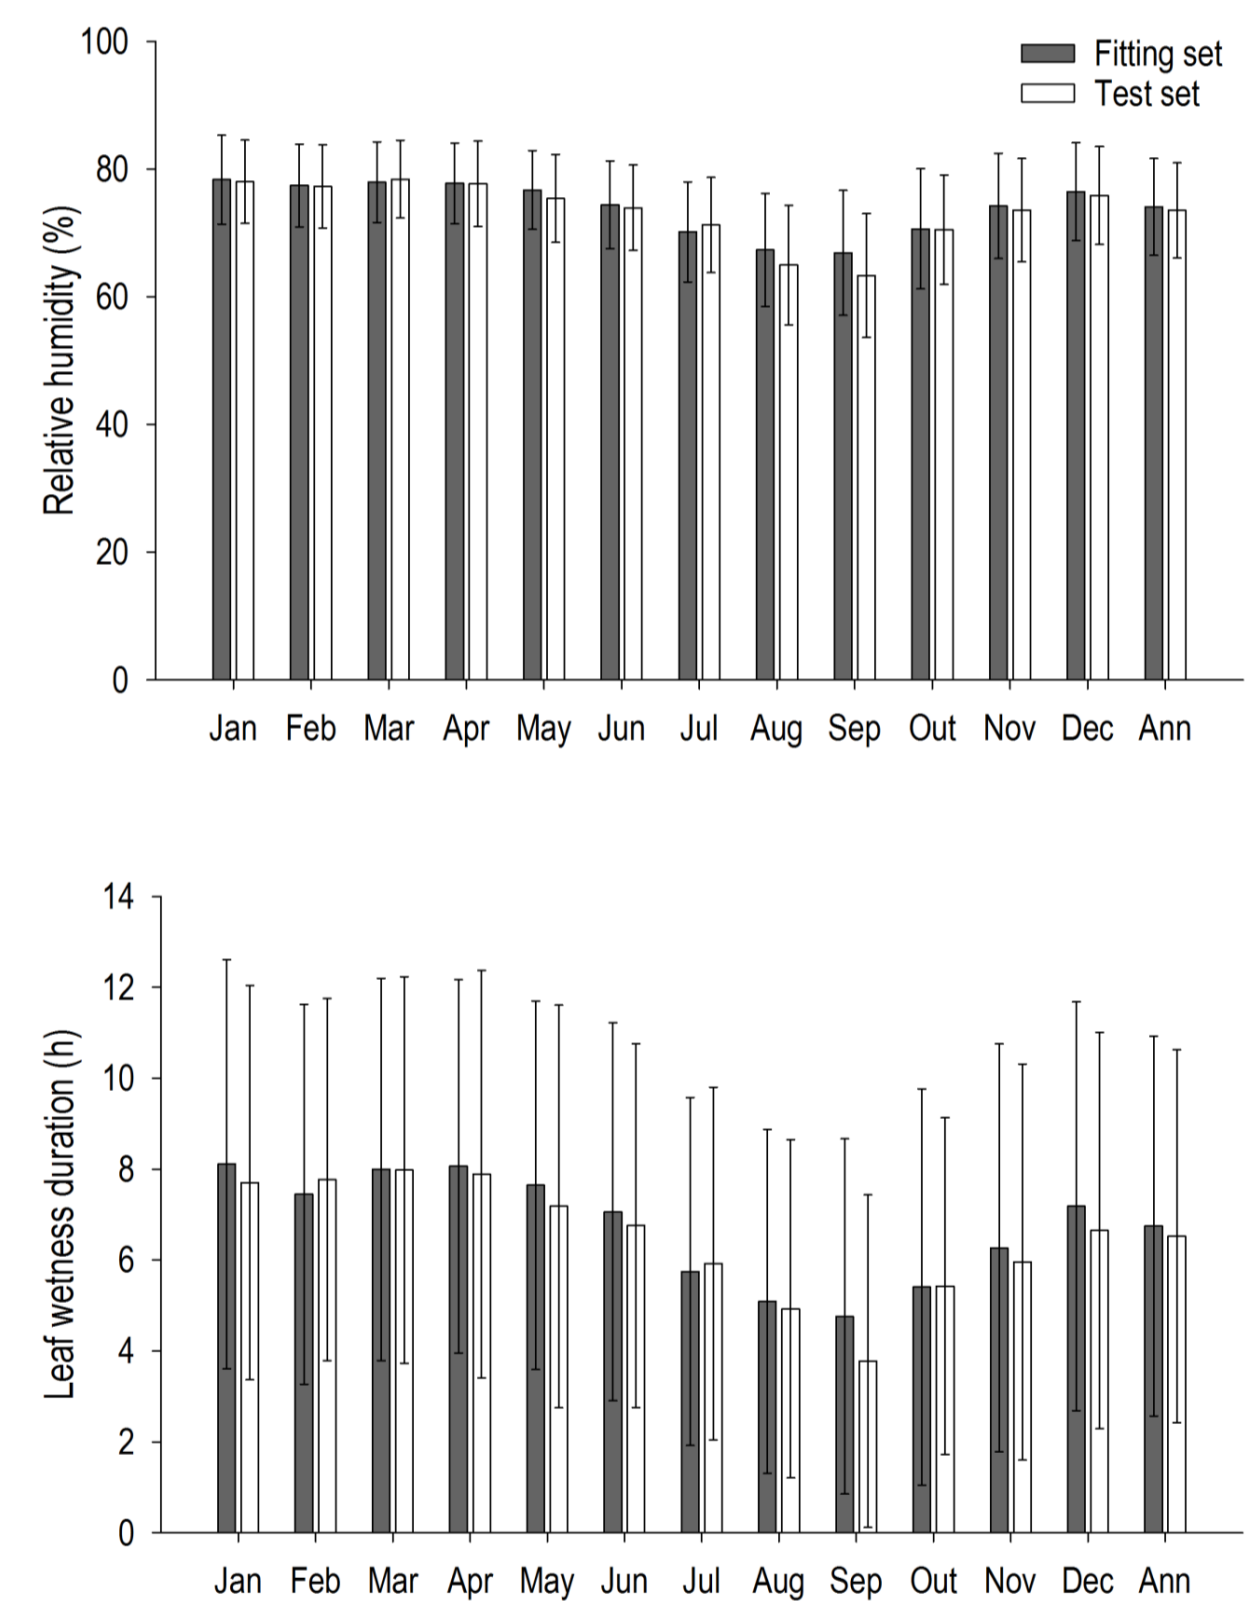 100
Fitting set
Test set
80
60
40
20
0
Relative humidity (%)
Jan Feb Mar Apr May Jun Jul Aug Sep Out Nov Dec Ann
14
12
10
8
6
4
2
0
Leaf wetness duration (h)
Jan Feb Mar Apr May Jun Jul Aug Sep Out Nov Dec Ann